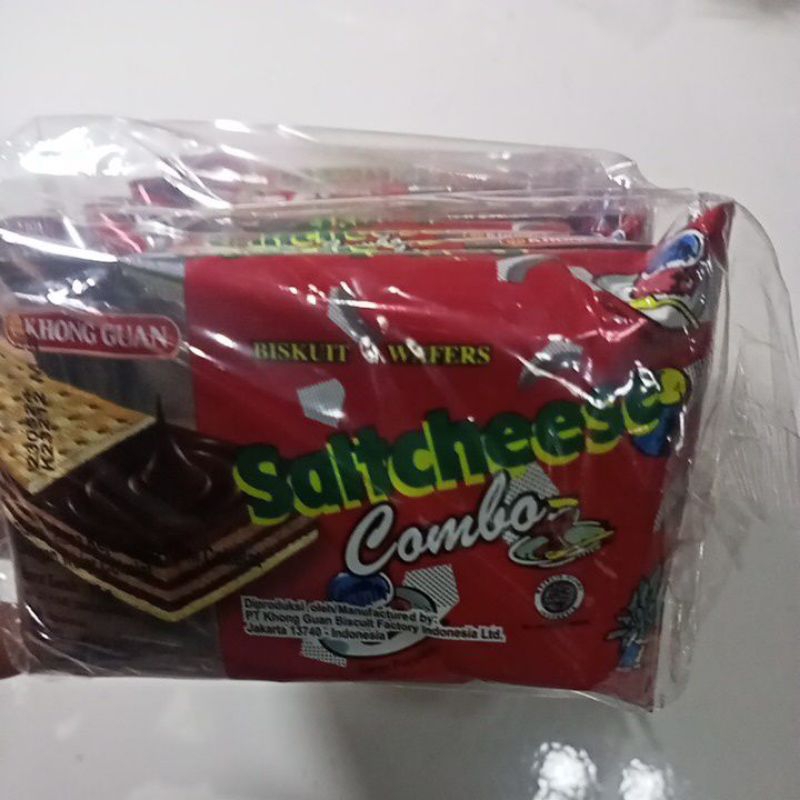 KHONG GUAN
BISKUIT & WAFERS
Saltcheese
Combo
Diproduksi oleh/Manufactured by:
PT Khong Guan Biscuit Factory Indonesia Ltd.
Jakarta 13740 - Indonesia